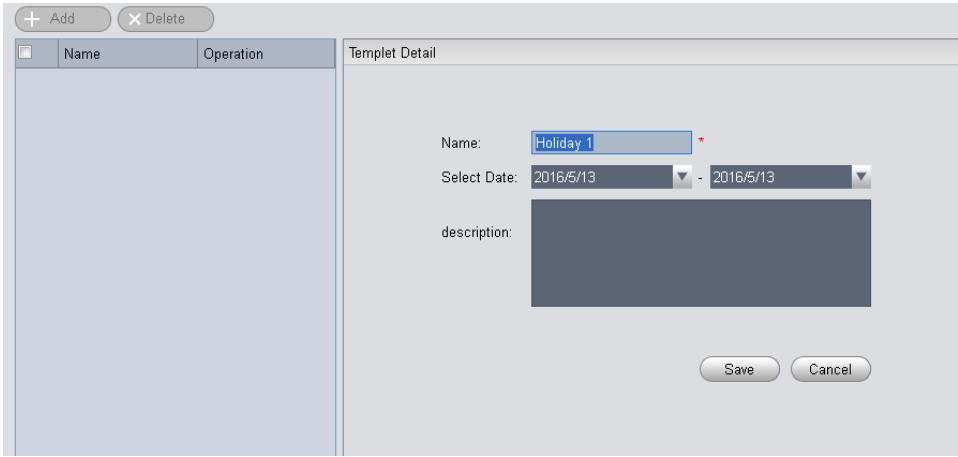 Add Delete
Name Operation Templet Detail
Name: Holiday 1 *
Select Date: 2016/5/13 - 2016/5/13
description:
Save Cancel